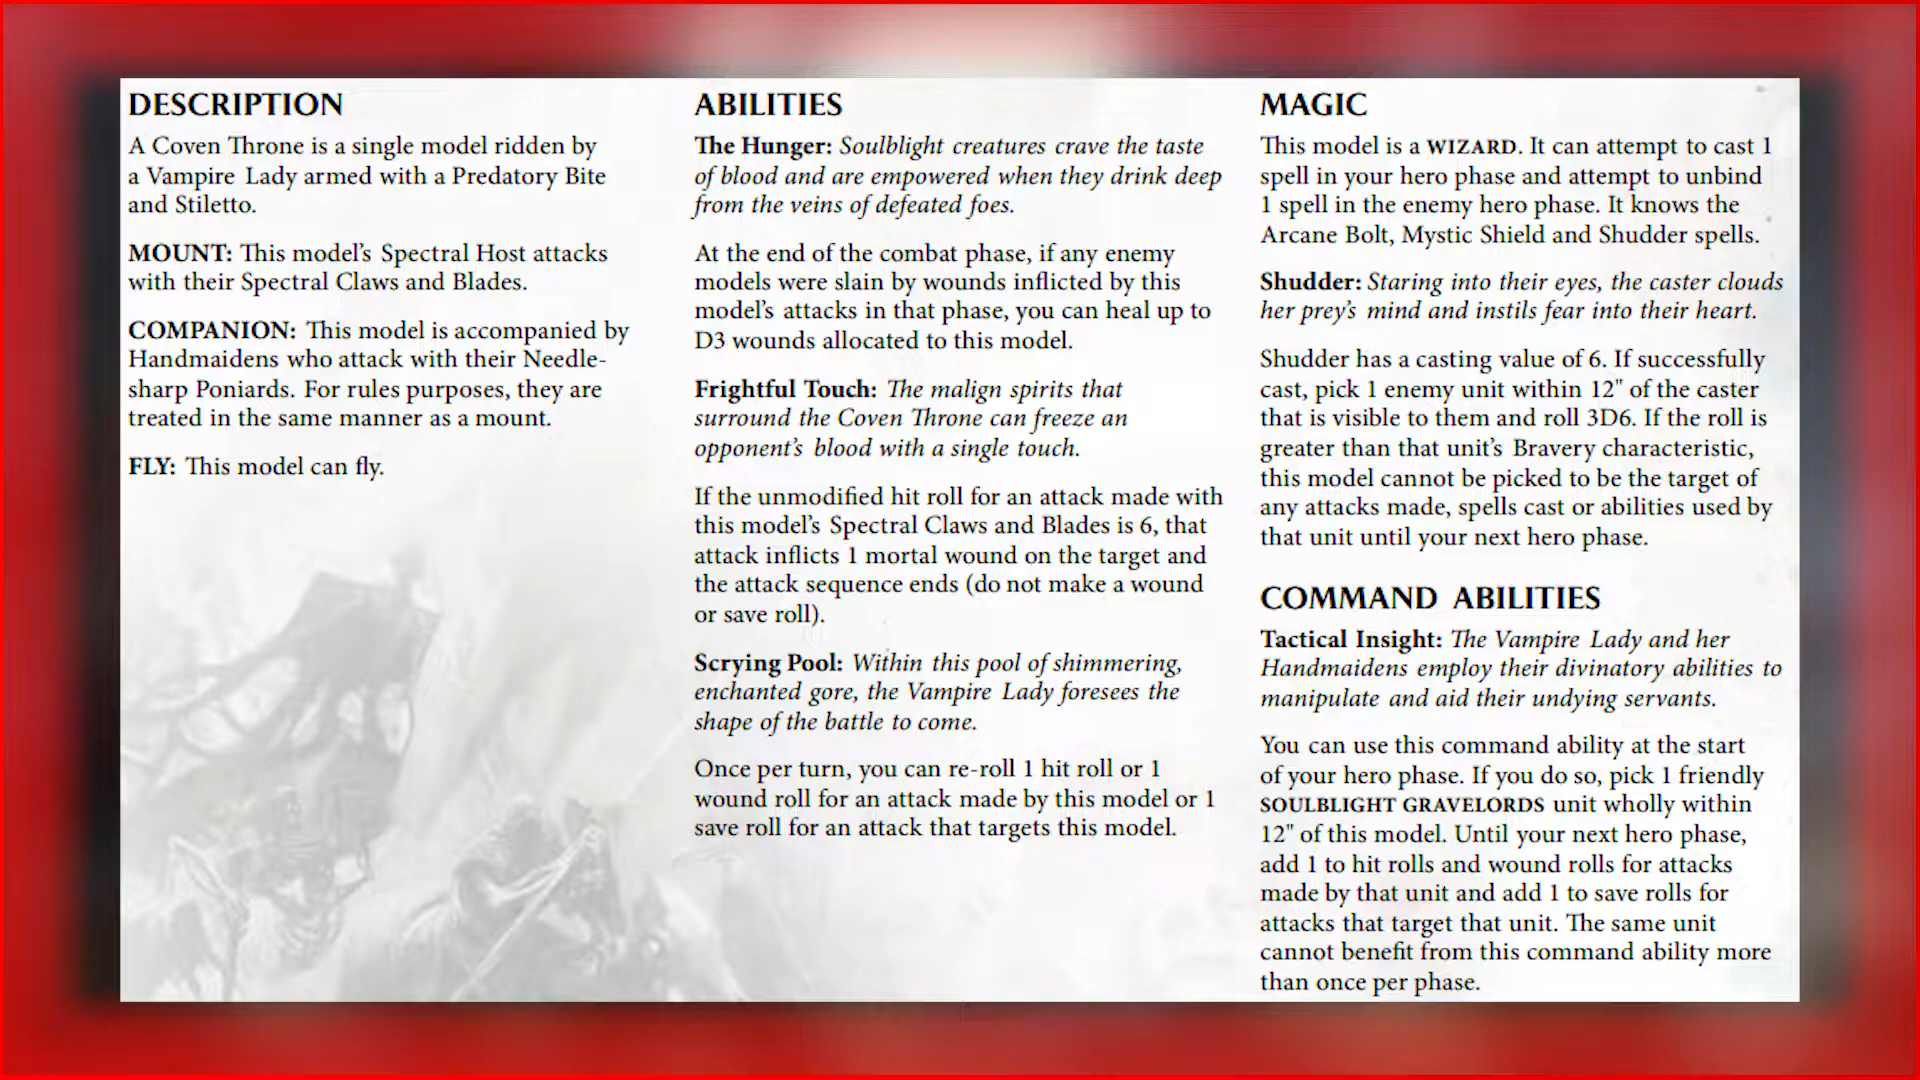 DESCRIPTION
A Coven Throne is a single model ridden by
a Vampire Lady armed with a Predatory Bite
and Stiletto.
MOUNT: This model's Spectral Host attacks
with their Spectral Claws and Blades.
COMPANION: This model is accompanied by
Handmaidens who attack with their Needle-
sharp Poniards. For rules purposes, they are
treated in the same manner as a mount.
FLY: This model can fly.
ABILITIES
The Hunger: Soulblight creatures crave the taste
of blood and are empowered when they drink deep
from the veins of defeated foes.
At the end of the combat phase, if any enemy
models were slain by wounds inflicted by this
model's attacks in that phase, you can heal up to
D3 wounds allocated to this model.
Frightful Touch: The malign spirits that
surround the Coven Throne can freeze an
opponent's blood with a single touch.
If the unmodified hit roll for an attack made with
this model's Spectral Claws and Blades is 6, that
attack inflicts 1 mortal wound on the target and
the attack sequence ends (do not make a wound
or save roll).
Scrying Pool: Within this pool of shimmering,
enchanted gore, the Vampire Lady foresees the
shape of the battle to come.
Once per turn, you can re-roll 1 hit roll or 1
wound roll for an attack made by this model or 1
save roll for an attack that targets this model.
MAGIC
This model is a WIZARD. It can attempt to cast 1
spell in your hero phase and attempt to unbind
1 spell in the enemy hero phase. It knows the
Arcane Bolt, Mystic Shield and Shudder spells.
Shudder: Staring into their eyes, the caster clouds
her prey's mind and instils fear into their heart.
Shudder has a casting value of 6. If successfully
cast, pick 1 enemy unit within 12" of the caster
that is visible to them and roll 3D6. If the roll is
greater than that unit's Bravery characteristic,
this model cannot be picked to be the target of
any attacks made, spells cast or abilities used by
that unit until your next hero phase.
COMMAND ABILITIES
Tactical Insight: The Vampire Lady and her
Handmaidens employ their divinatory abilities to
manipulate and aid their undying servants.
You can use this command ability at the start
of your hero phase. If you do so, pick 1 friendly
SOULBLIGHT GRAVELORDS unit wholly within
12" of this model. Until your next hero phase,
add 1 to hit rolls and wound rolls for attacks
made by that unit and add 1 to save rolls for
attacks that target that unit. The same unit
cannot benefit from this command ability more
than once per phase.